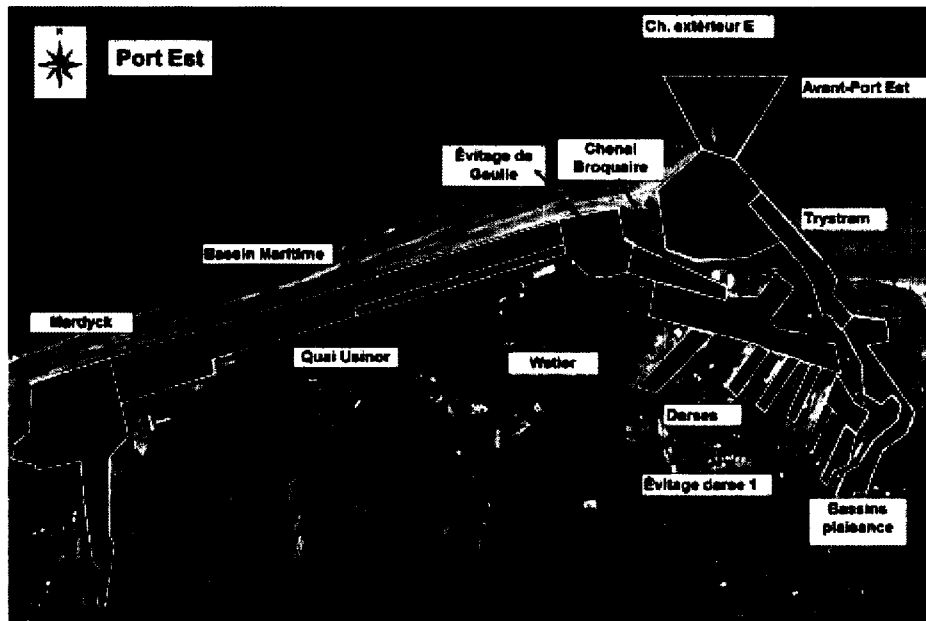 N
Port Est
Ch. extérieur E
Avant-Port Est
Évitage de
Gaulle
Chenal
Broquaire
Trystram
Bassin Maritime
Mardyck
Quai Usinor
Watier
Darses
Évitage darse 1
Bassins
plaisance